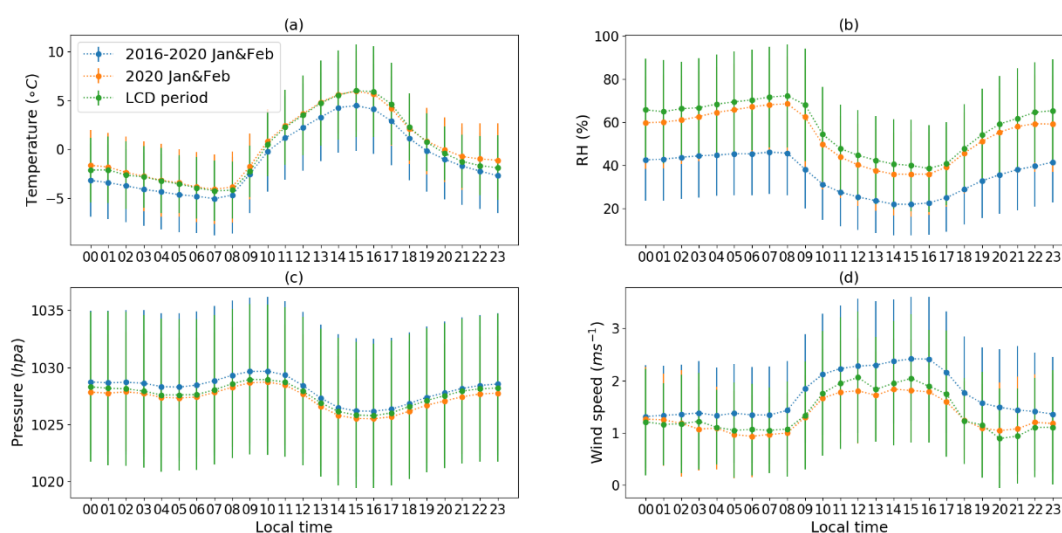 (a)
Temperature (∘C)
10
5
0
−5
2016-2020 Jan&Feb
2020 Jan&Feb
LCD period
00 01 02 03 04 05 06 07 08 09 10 11 12 13 14 15 16 17 18 19 20 21 22 23
(b)
RH (%)
100
80
60
40
20
00 01 02 03 04 05 06 07 08 09 10 11 12 13 14 15 16 17 18 19 20 21 22 23
(c)
Pressure (hpa)
1035
1030
1025
1020
00 01 02 03 04 05 06 07 08 09 10 11 12 13 14 15 16 17 18 19 20 21 22 23
Local time
(d)
Wind speed (ms⁻¹)
3
2
1
0
00 01 02 03 04 05 06 07 08 09 10 11 12 13 14 15 16 17 18 19 20 21 22 23
Local time